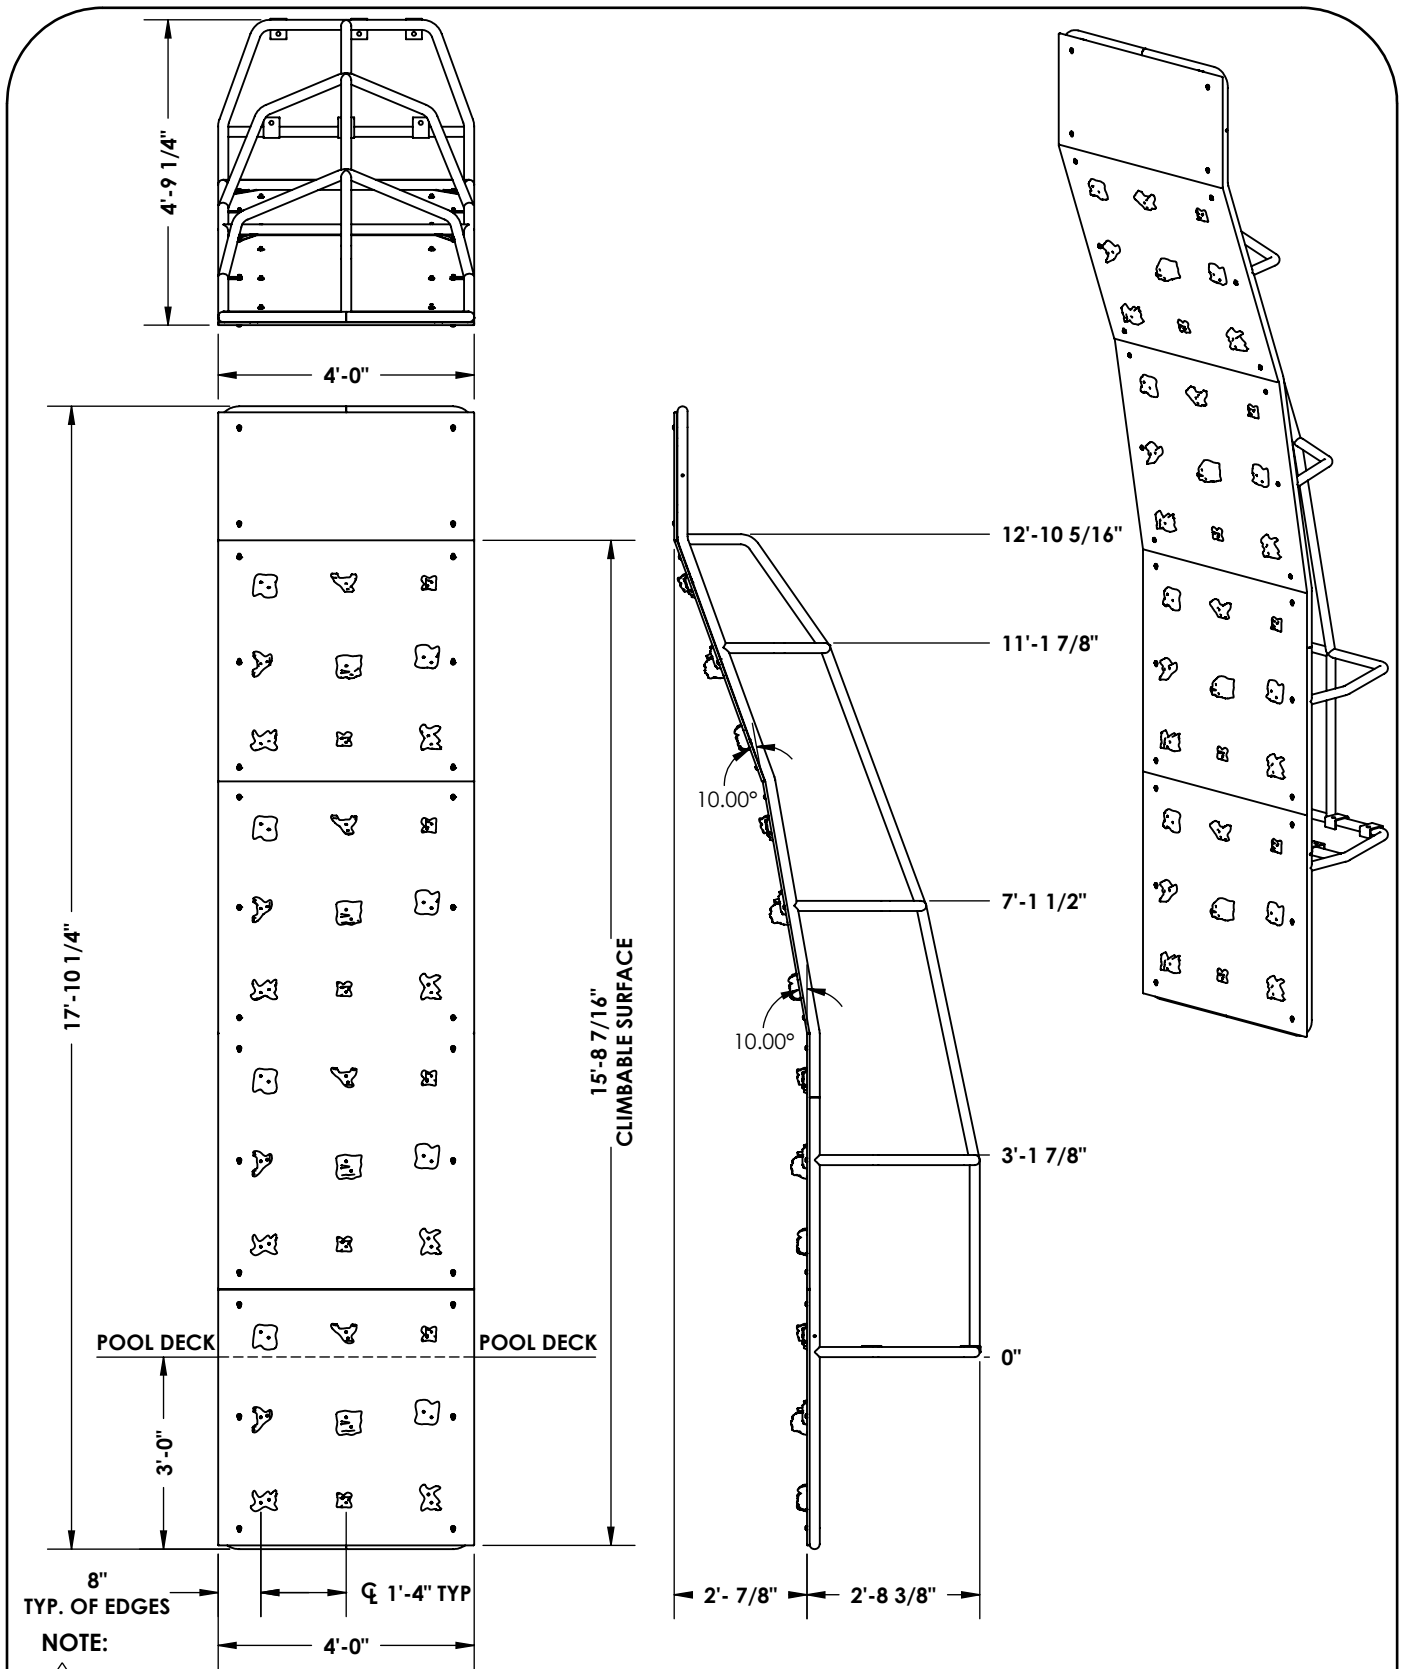 4'-9 1/4"
4'-0"
17'-10 1/4"
15'-8 7/16"
CLIMBABLE SURFACE
12'-10 5/16"
11'-1 7/8"
10.00°
7'-1 1/2"
10.00°
3'-1 7/8"
POOL DECK
POOL DECK
0"
3'-0"
8"
TYP. OF EDGES
℄ 1'-4" TYP
2'- 7/8"
2'-8 3/8"
NOTE:
4'-0"